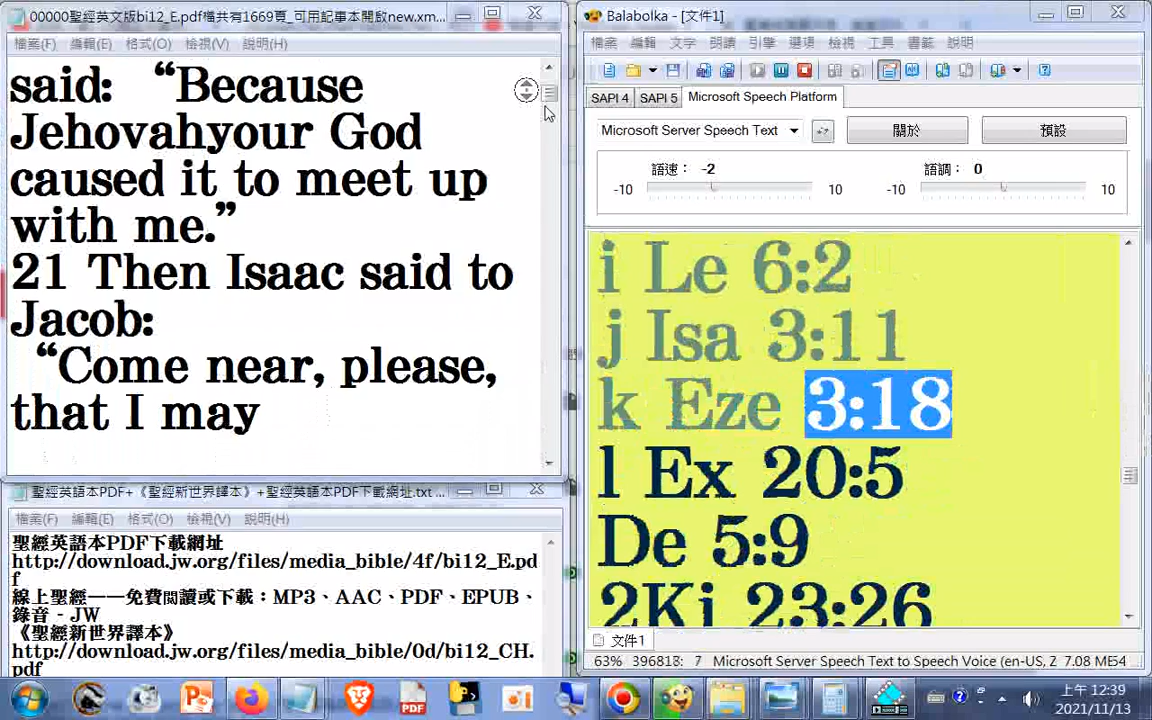 00000聖經英文版bi12_E.pdf檔共有1669頁_可用記事本開啟new.xm...
檔案(F) 編輯(E) 格式(O) 檢視(V) 說明(H)
said: “Because
Jehovahyour God
caused it to meet up
with me.”
21 Then Isaac said to
Jacob:
“Come near, please,
that I may
聖經英語本PDF+《聖經新世界譯本》+聖經英語本PDF下載網址.txt ...
檔案(F) 編輯(E) 格式(O) 檢視(V) 說明(H)
聖經英語本PDF下載網址
http://download.jw.org/files/media_bible/4f/bi12_E.pd
f
線上聖經——免費閱讀或下載：MP3、AAC、PDF、EPUB、
錄音 - JW
《聖經新世界譯本》
http://download.jw.org/files/media_bible/0d/bi12_CH.
pdf
Balabolka - [文件1]
檔案 編輯 文字 朗讀 引擎 選項 檢視 工具 書籤 說明
SAPI 4 SAPI 5 Microsoft Speech Platform
Microsoft Server Speech Text 關於 預設
語速： -2 語調： 0
-10 10 -10 10
i Le 6:2
j Isa 3:11
k Eze 3:18
l Ex 20:5
De 5:9
2Ki 23:26
文件1
63% 396818: 7 Microsoft Server Speech Text to Speech Voice (en-US, 2 7.08 ME54
上午 12:39
2021/11/13